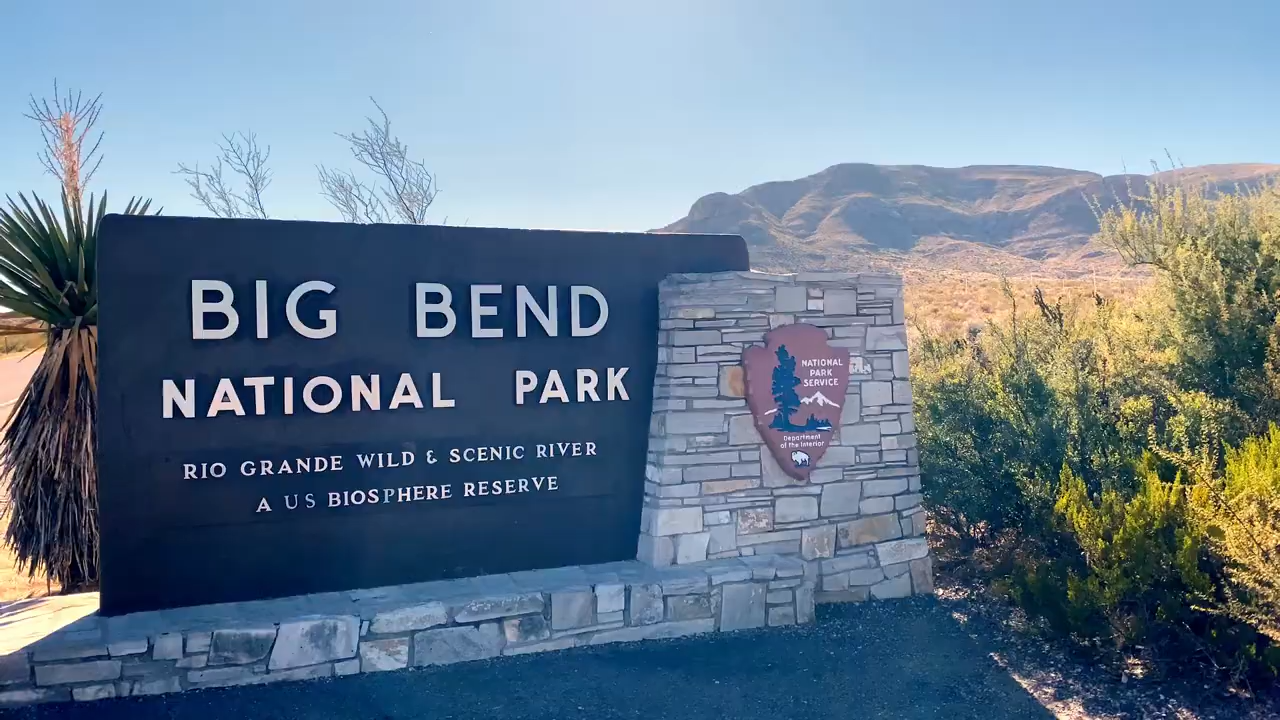 BIG BEND
NATIONAL PARK
RIO GRANDE WILD & SCENIC RIVER
A US BIOSPHERE RESERVE
NATIONAL
PARK
SERVICE
Department
of the Interior